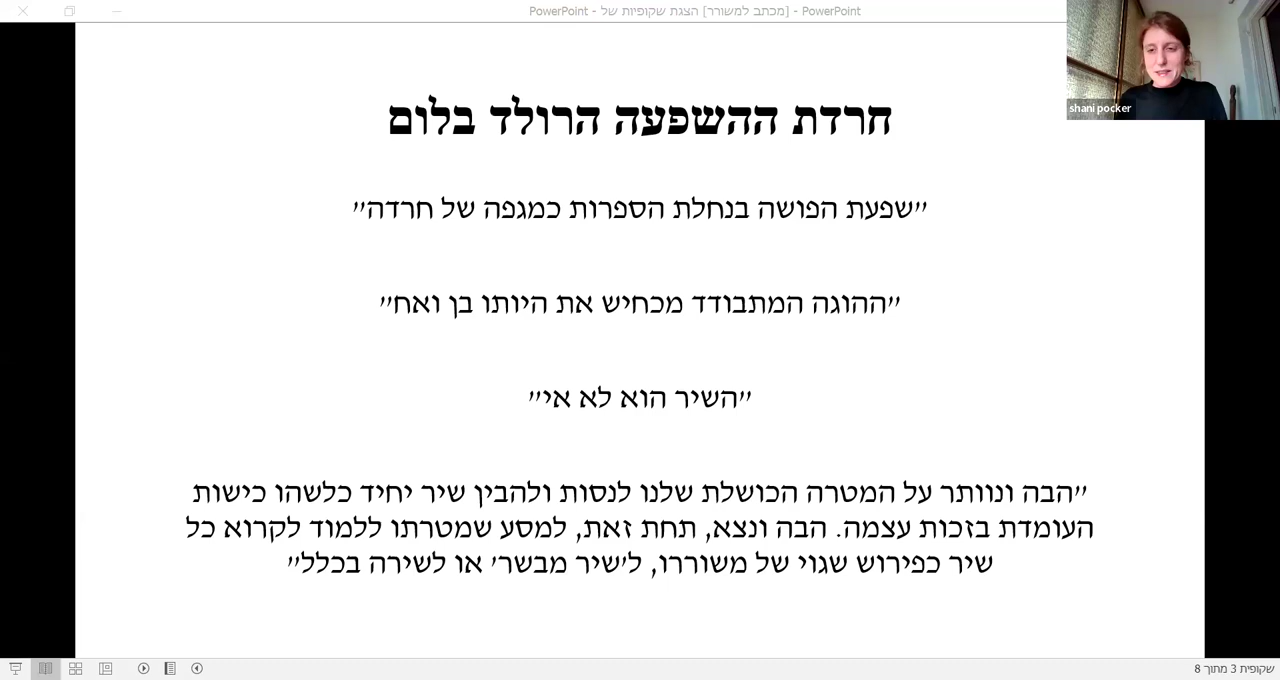 PowerPoint - [מכתב למשורר] הצגת שקופיות של - PowerPoint
shani pocker
חרדת ההשפעה הרולד בלום
"שפעת הפושה בנחלת הספרות כמגפה של חרדה"
"ההוגה המתבודד מכחיש את היותו בן ואח"
"השיר הוא לא אי"
"הבה ונוותר על המטרה הכושלת שלנו לנסות ולהבין שיר יחיד כלשהו כישות
העומדת בזכות עצמה. הבה ונצא, תחת זאת, למסע שמטרתו ללמוד לקרוא כל
שיר כפירוש שגוי של משוררו, ל'שיר מבשר' או לשירה בכלל"
שקופית 3 מתוך 8